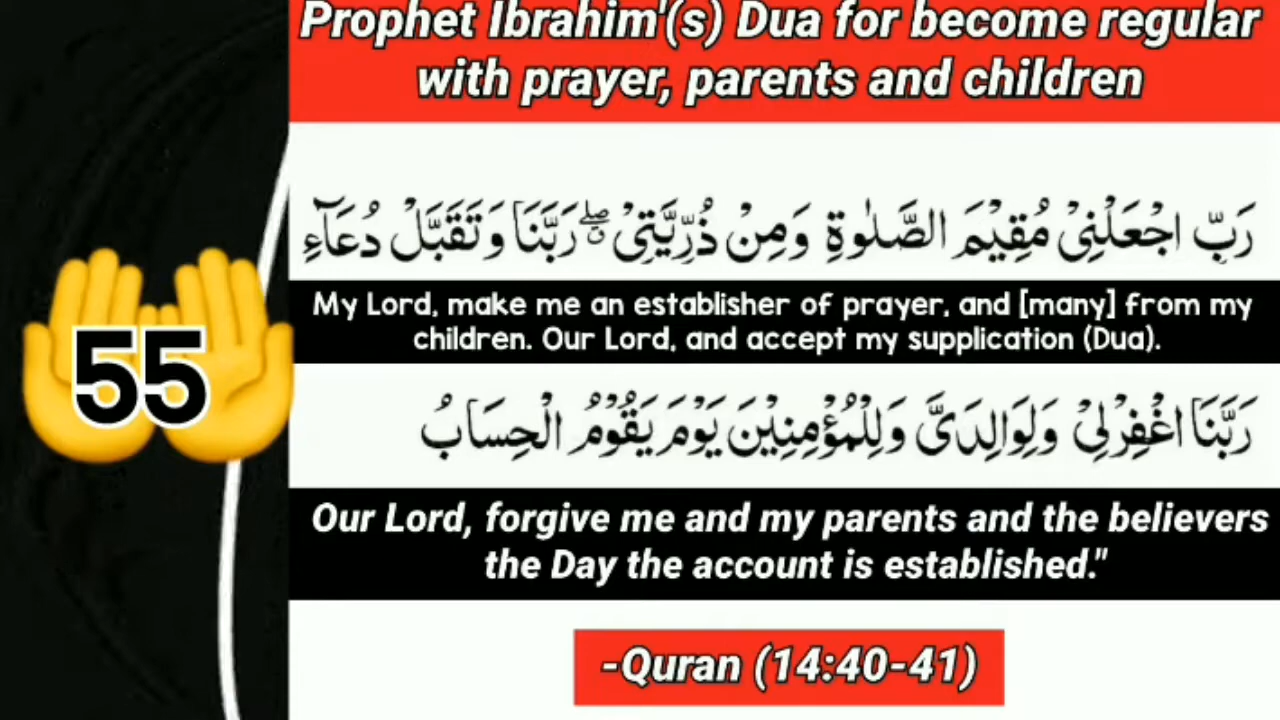 Prophet Ibrahim'(s) Dua for become regular
with prayer, parents and children
رَبِّ اجْعَلْنِيْ مُقِيْمَ الصَّلٰوةِ وَمِنْ ذُرِّيَّتِيْ ۖ رَبَّنَا وَتَقَبَّلْ دُعَآءِ
My Lord, make me an establisher of prayer, and [many] from my
children. Our Lord, and accept my supplication (Dua).
55
رَبَّنَا اغْفِرْ لِيْ وَلِوَالِدَيَّ وَلِلْمُؤْمِنِيْنَ يَوْمَ يَقُوْمُ الْحِسَابُ
Our Lord, forgive me and my parents and the believers
the Day the account is established."
-Quran (14:40-41)